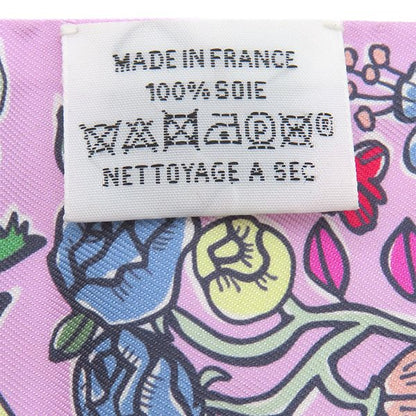 MADE IN FRANCE
100% SOIE
P ®
NETTOYAGE A SEC